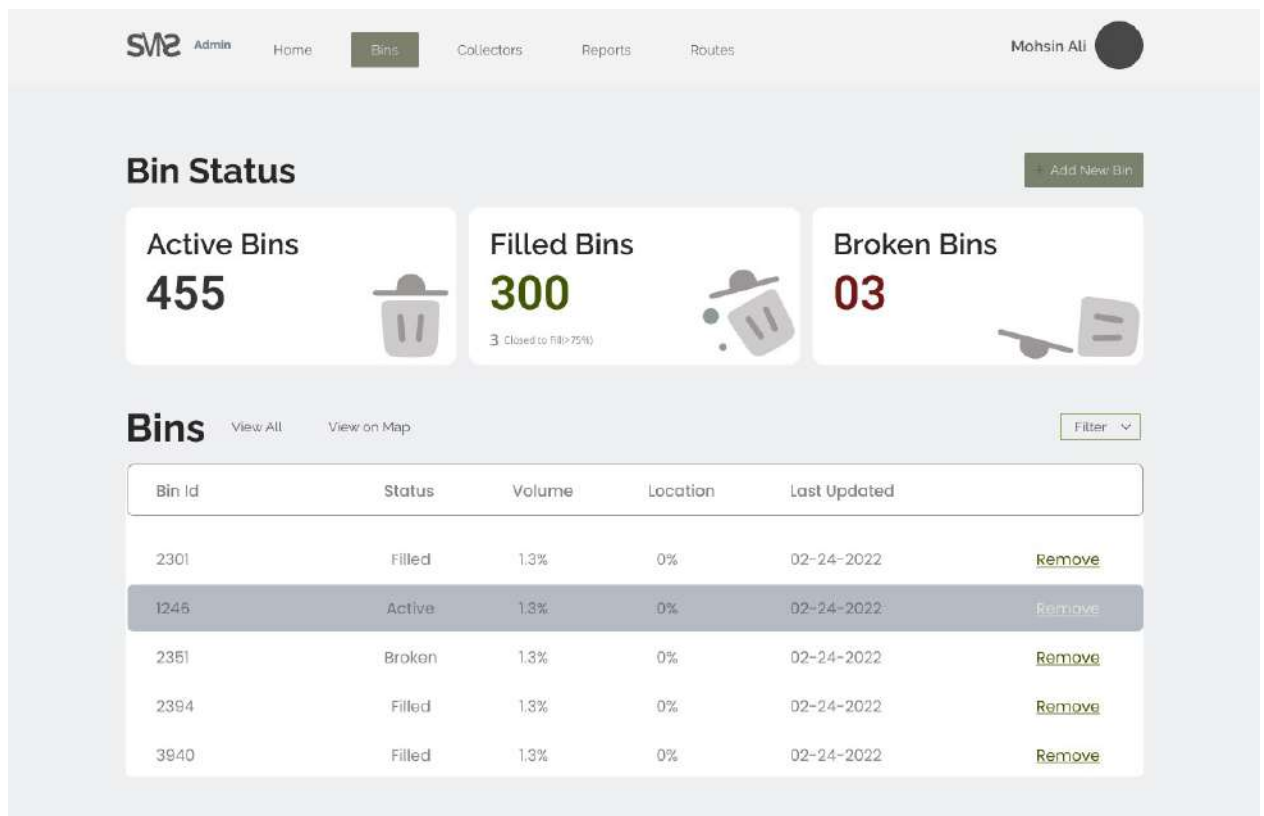 SMS Admin Home Bins Collectors Reports Routes Mohsin Ali
Bin Status
+ Add New Bin
Active Bins
455
Filled Bins
300
3 Closed to Fill(>75%)
Broken Bins
03
Bins View All View on Map Filter
Bin Id Status Volume Location Last Updated
2301 Filled 1.3% 0% 02-24-2022 Remove
1246 Active 1.3% 0% 02-24-2022 Remove
2351 Broken 1.3% 0% 02-24-2022 Remove
2394 Filled 1.3% 0% 02-24-2022 Remove
3940 Filled 1.3% 0% 02-24-2022 Remove